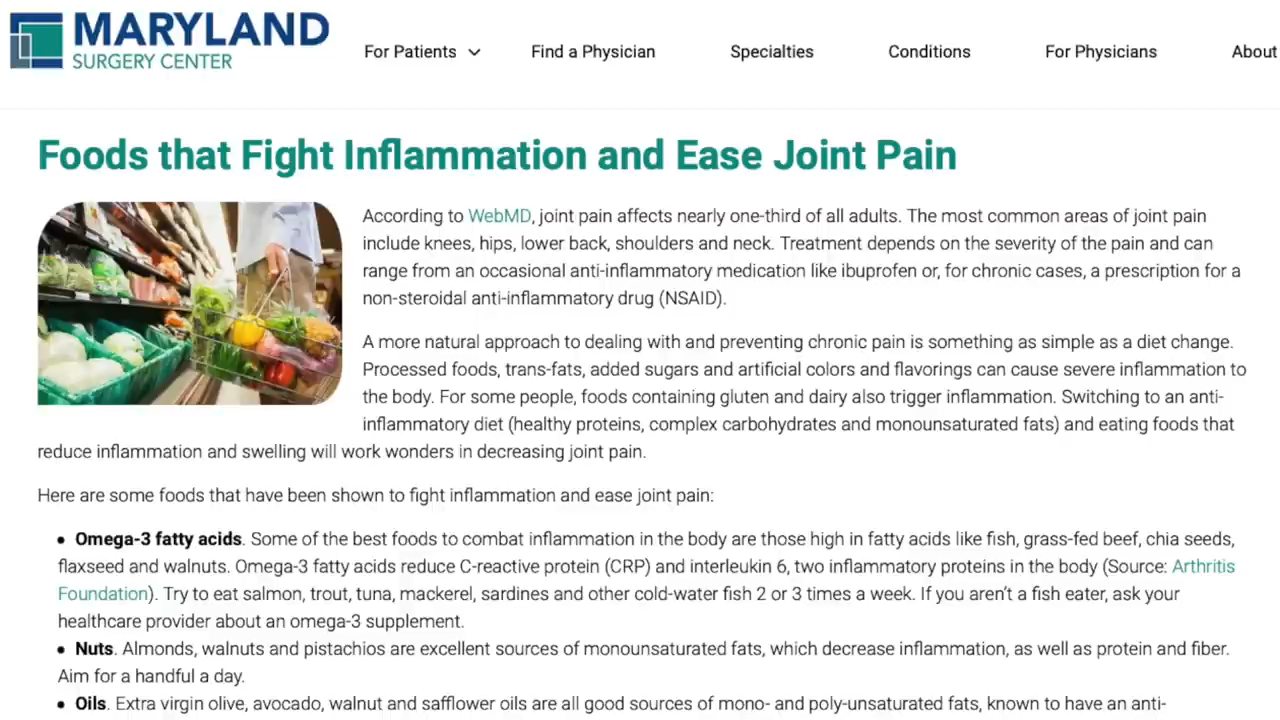 MARYLAND
SURGERY CENTER
For Patients
Find a Physician
Specialties
Conditions
For Physicians
About
Foods that Fight Inflammation and Ease Joint Pain
According to WebMD, joint pain affects nearly one-third of all adults. The most common areas of joint pain
include knees, hips, lower back, shoulders and neck. Treatment depends on the severity of the pain and can
range from an occasional anti-inflammatory medication like ibuprofen or, for chronic cases, a prescription for a
non-steroidal anti-inflammatory drug (NSAID).
A more natural approach to dealing with and preventing chronic pain is something as simple as a diet change.
Processed foods, trans-fats, added sugars and artificial colors and flavorings can cause severe inflammation to
the body. For some people, foods containing gluten and dairy also trigger inflammation. Switching to an anti-
inflammatory diet (healthy proteins, complex carbohydrates and monounsaturated fats) and eating foods that
reduce inflammation and swelling will work wonders in decreasing joint pain.
Here are some foods that have been shown to fight inflammation and ease joint pain:
• Omega-3 fatty acids. Some of the best foods to combat inflammation in the body are those high in fatty acids like fish, grass-fed beef, chia seeds,
flaxseed and walnuts. Omega-3 fatty acids reduce C-reactive protein (CRP) and interleukin 6, two inflammatory proteins in the body (Source: Arthritis
Foundation). Try to eat salmon, trout, tuna, mackerel, sardines and other cold-water fish 2 or 3 times a week. If you aren't a fish eater, ask your
healthcare provider about an omega-3 supplement.
• Nuts. Almonds, walnuts and pistachios are excellent sources of monounsaturated fats, which decrease inflammation, as well as protein and fiber.
Aim for a handful a day.
• Oils. Extra virgin olive, avocado, walnut and safflower oils are all good sources of mono- and poly-unsaturated fats, known to have an anti-